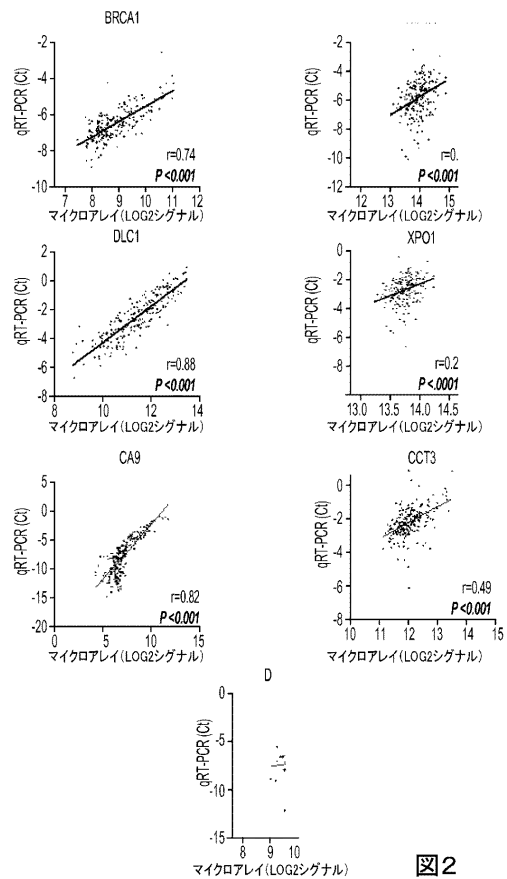 BRCA1
qRT-PCR (Ct)
-2
-4
-6
-8
-10
r=0.74
P<0.001
7 8 9 10 11 12
マイクロアレイ(LOG2シグナル)
qRT-PCR (Ct)
-2
-4
-6
-8
-10
-12
r=0.
P<0.001
12 13 14 15
マイクロアレイ(LOG2シグナル)
DLC1
qRT-PCR (Ct)
2
0
-2
-4
-6
-8
r=0.88
P<0.001
8 10 12 14
マイクロアレイ(LOG2シグナル)
XPO1
qRT-PCR (Ct)
0
-2
-4
-6
-8
r=0.2
P<.0001
13.0 13.5 14.0 14.5
マイクロアレイ(LOG2シグナル)
CA9
qRT-PCR (Ct)
5
0
-5
-10
-15
-20
r=0.82
P<0.001
0 5 10 15
マイクロアレイ(LOG2シグナル)
CCT3
qRT-PCR (Ct)
0
-2
-4
-6
-8
r=0.49
P<0.001
10 11 12 13 14 15
マイクロアレイ(LOG2シグナル)
D
qRT-PCR (Ct)
0
-5
-10
-15
8 9 10
マイクロアレイ(LOG2シグナル)
図2